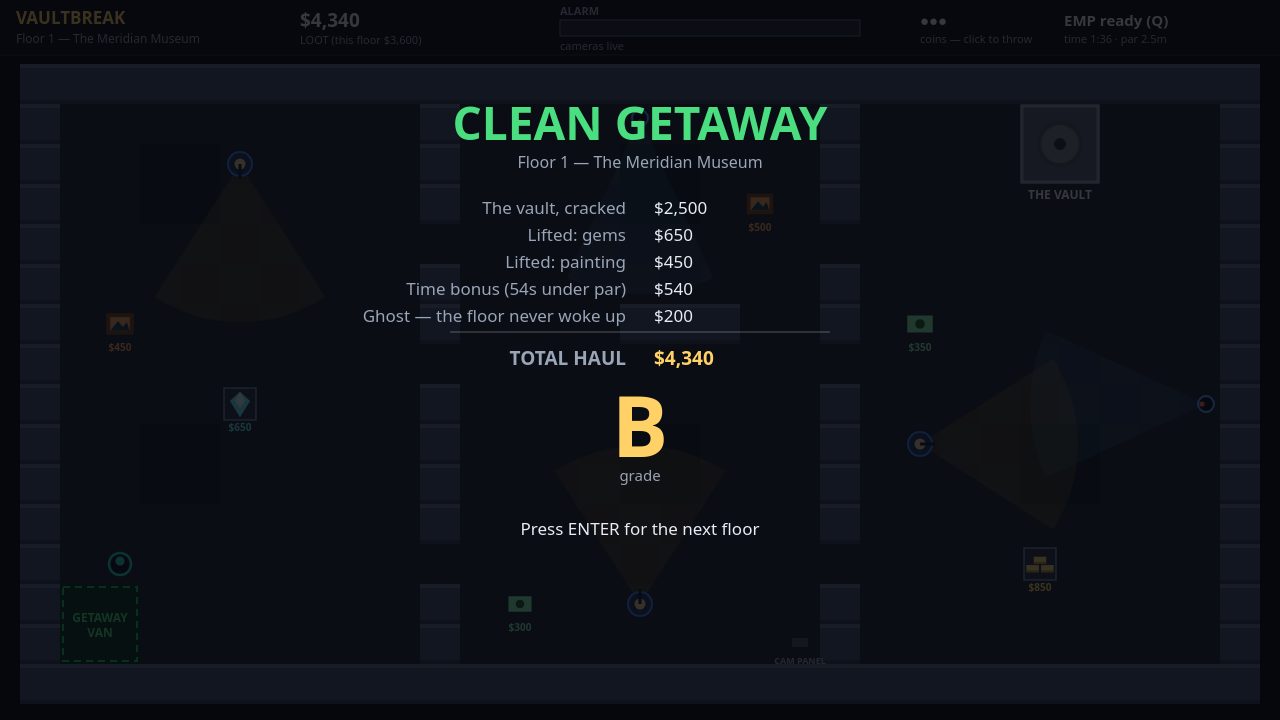 VAULTBREAK
Floor 1 — The Meridian Museum
$4,340
LOOT (this floor $3,600)
ALARM
cameras live
coins — click to throw
EMP ready (Q)
time 1:36 · par 2.5m
CLEAN GETAWAY
Floor 1 — The Meridian Museum
The vault, cracked $2,500
Lifted: gems $650
Lifted: painting $450
Time bonus (54s under par) $540
Ghost — the floor never woke up $200
TOTAL HAUL $4,340
B
grade
Press ENTER for the next floor
THE VAULT
$500
$450
$350
$650
$850
$300
GETAWAY
VAN
CAM PANEL